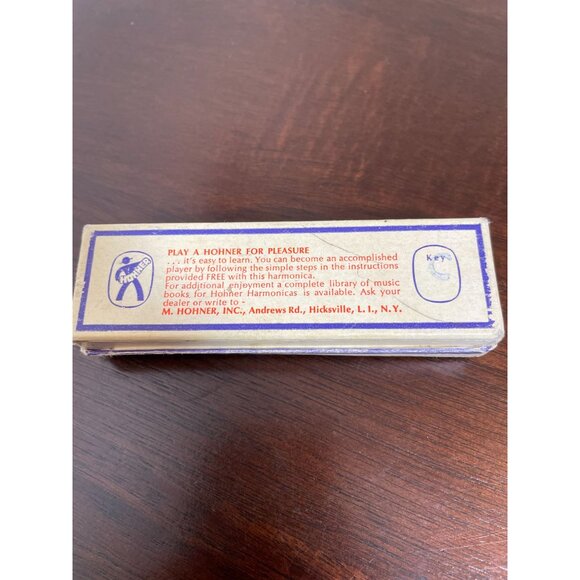 PLAY A HOHNER FOR PLEASURE
. . . . it's easy to learn. You can become an accomplished
player by following the simple steps in the instructions
provided FREE with this harmonica.
For additional enjoyment a complete library of music
books for Hohner Harmonicas is available. Ask your
dealer or write to -
M. HOHNER, INC., Andrews Rd., Hicksville, L. I., N.Y.
HOHNER
Key
C